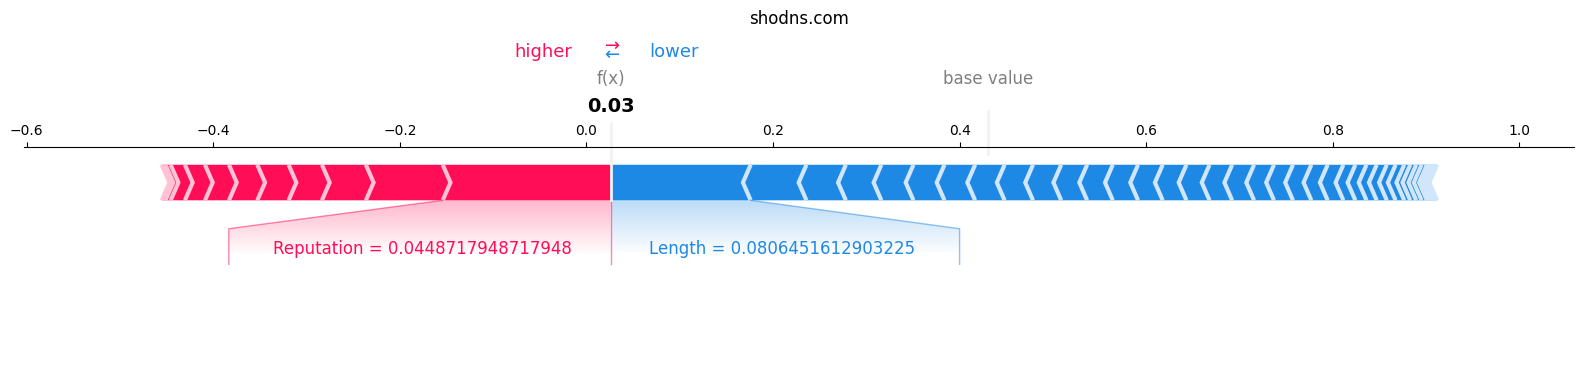 shodns.com
higher ⇄ lower
f(x) base value
0.03
−0.6 −0.4 −0.2 0.0 0.2 0.4 0.6 0.8 1.0
Reputation = 0.0448717948717948 Length = 0.0806451612903225